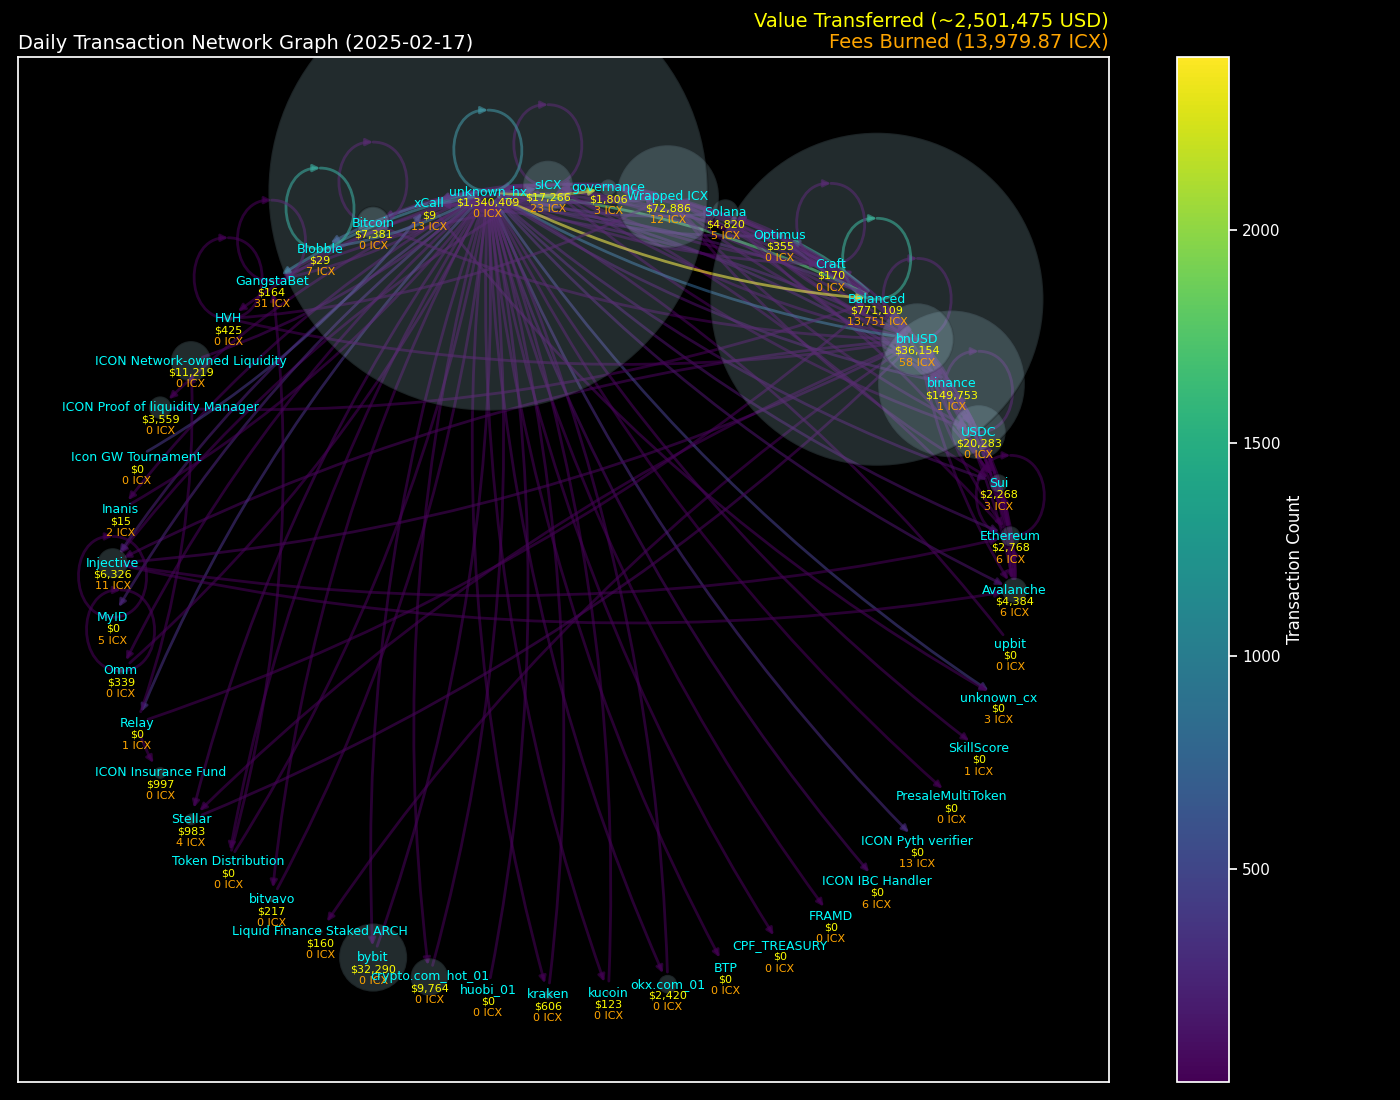 Value Transferred (~2,501,475 USD)
Daily Transaction Network Graph (2025-02-17)
Fees Burned (13,979.87 ICX)
unknown_hx
$1,340,409
0 ICX
sICX
$17,266
23 ICX
governance
$1,806
3 ICX
Wrapped ICX
$72,886
12 ICX
Solana
$4,820
5 ICX
Optimus
$355
0 ICX
Craft
$170
0 ICX
Balanced
$771,109
13,751 ICX
bnUSD
$36,154
58 ICX
binance
$149,753
1 ICX
USDC
$20,283
0 ICX
Sui
$2,268
3 ICX
Ethereum
$2,768
6 ICX
Avalanche
$4,384
6 ICX
upbit
$0
0 ICX
unknown_cx
$0
3 ICX
SkillScore
$0
1 ICX
PresaleMultiToken
$0
0 ICX
ICON Pyth verifier
$0
13 ICX
ICON IBC Handler
$0
6 ICX
FRAMD
$0
0 ICX
CPF_TREASURY
$0
0 ICX
BTP
$0
0 ICX
okx.com_01
$2,420
0 ICX
kucoin
$123
0 ICX
kraken
$606
0 ICX
huobi_01
$0
0 ICX
crypto.com_hot_01
$9,764
0 ICX
bybit
$32,290
0 ICX
Liquid Finance Staked ARCH
$160
0 ICX
bitvavo
$217
0 ICX
Token Distribution
$0
0 ICX
Stellar
$983
4 ICX
ICON Insurance Fund
$997
0 ICX
Relay
$0
1 ICX
Omm
$339
0 ICX
MyID
$0
5 ICX
Injective
$6,326
11 ICX
Inanis
$15
2 ICX
Icon GW Tournament
$0
0 ICX
ICON Proof of liquidity Manager
$3,559
0 ICX
ICON Network-owned Liquidity
$11,219
0 ICX
HVH
$425
0 ICX
GangstaBet
$164
31 ICX
Blobble
$29
7 ICX
Bitcoin
$7,381
0 ICX
xCall
$9
13 ICX
2000
1500
1000
500
Transaction Count